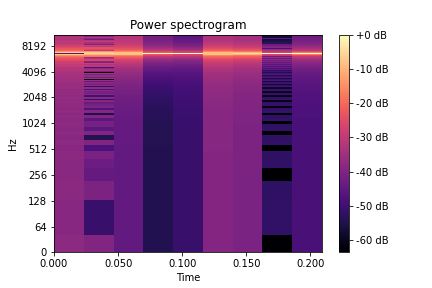 Power spectrogram
Hz
8192
4096
2048
1024
512
256
128
64
0
0.000
0.050
0.100
0.150
0.200
Time
+0 dB
-10 dB
-20 dB
-30 dB
-40 dB
-50 dB
-60 dB